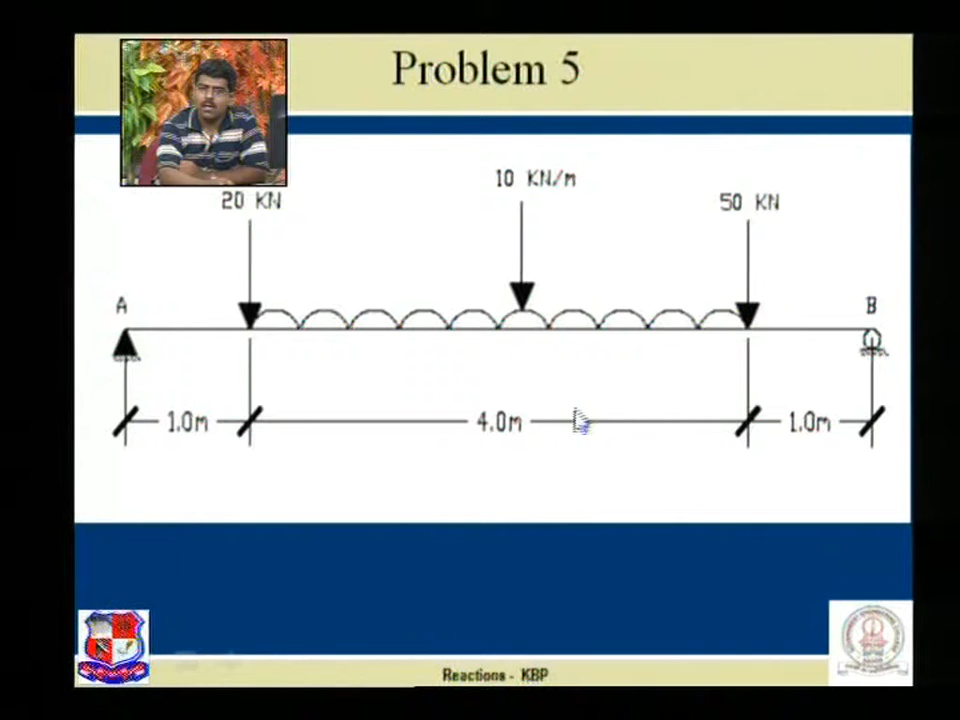 Problem 5
10 KN/m
20 KN
50 KN
A
B
1.0m
4.0m
1.0m
Reactions - KBP